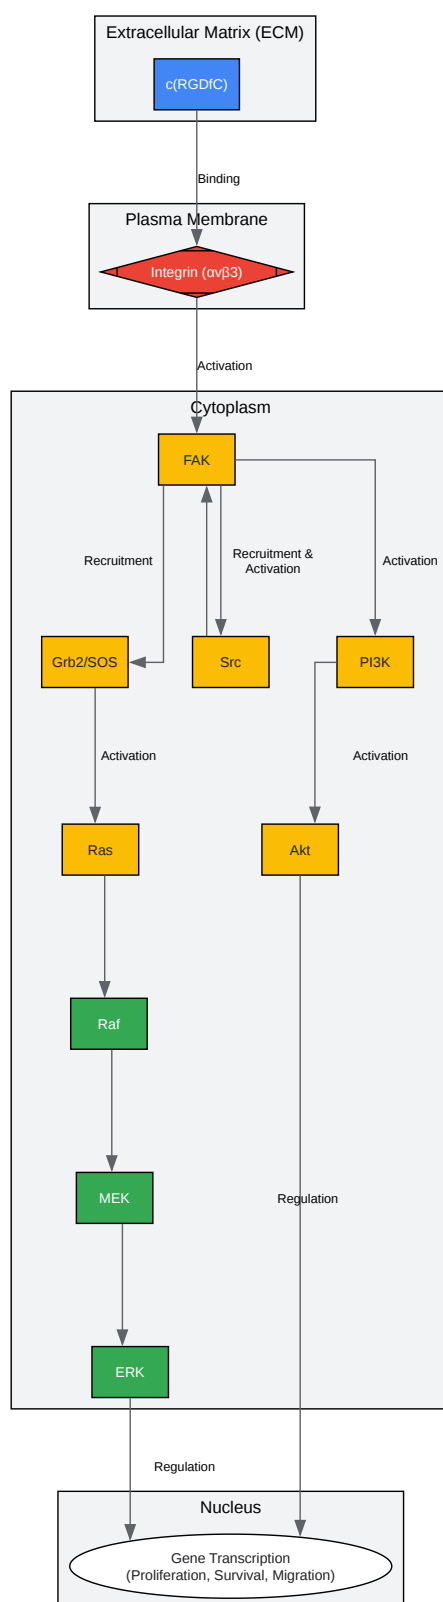 Extracellular Matrix (ECM)
c(RGDfC)
Binding
Plasma Membrane
Integrin (αvβ3)
Activation
Cytoplasm
FAK
Recruitment
Recruitment &
Activation
Activation
Grb2/SOS
Src
PI3K
Activation
Activation
Ras
Akt
Raf
MEK
Regulation
ERK
Regulation
Nucleus
Gene Transcription
(Proliferation, Survival, Migration)